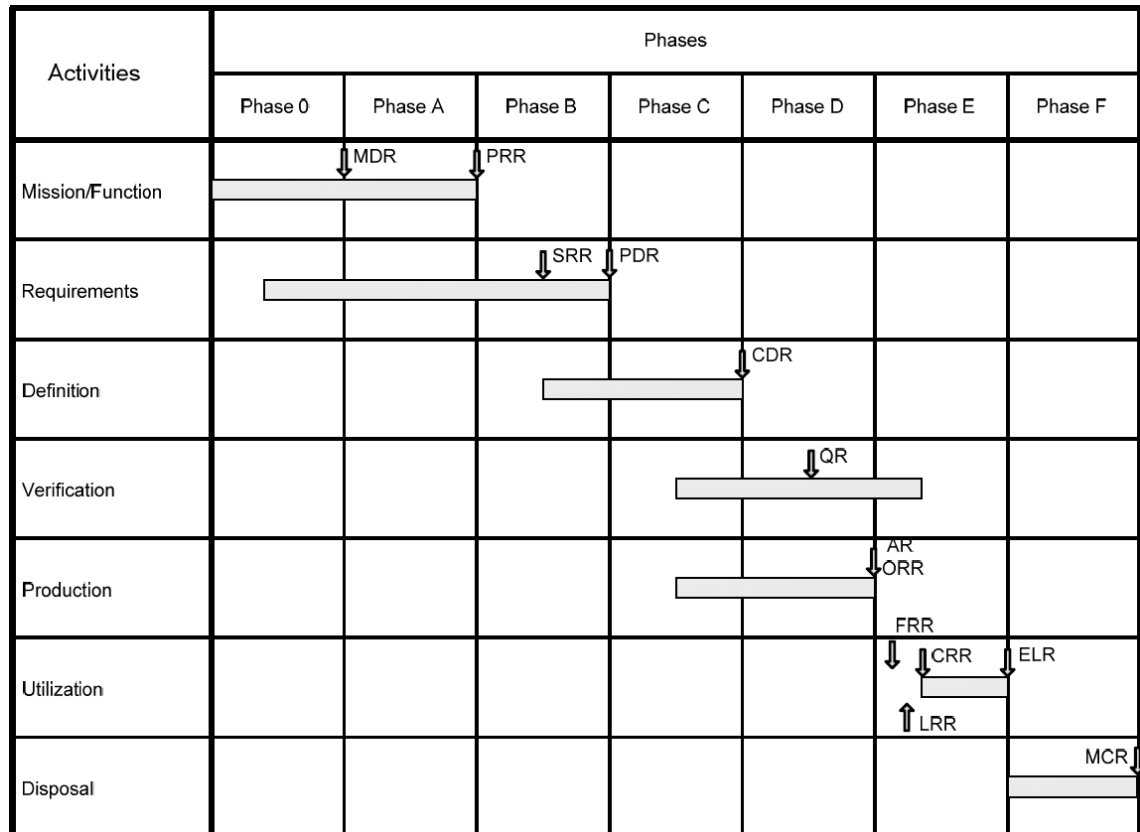 Activities
Phases
Phase 0
Phase A
Phase B
Phase C
Phase D
Phase E
Phase F
Mission/Function
MDR
PRR
Requirements
SRR
PDR
Definition
CDR
Verification
QR
Production
AR
ORR
Utilization
FRR
CRR
ELR
LRR
Disposal
MCR